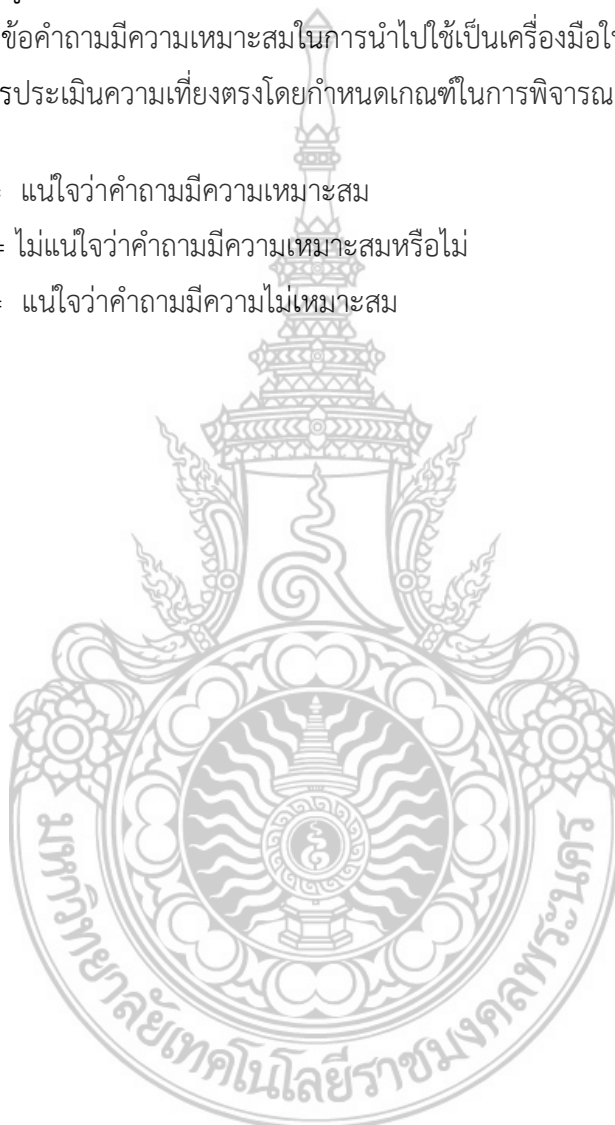 ข้อคำถามมีความเหมาะสมในการนำไปใช้เป็นเครื่องมือใ
รประเมินความเที่ยงตรงโดยกำหนดเกณฑ์ในการพิจารณ
= แน่ใจว่าคำถามมีความเหมาะสม
= ไม่แน่ใจว่าคำถามมีความเหมาะสมหรือไม่
= แน่ใจว่าคำถามมีความไม่เหมาะสม
มหาวิทยาลัยเทคโนโลยีราชมงคลพระนคร